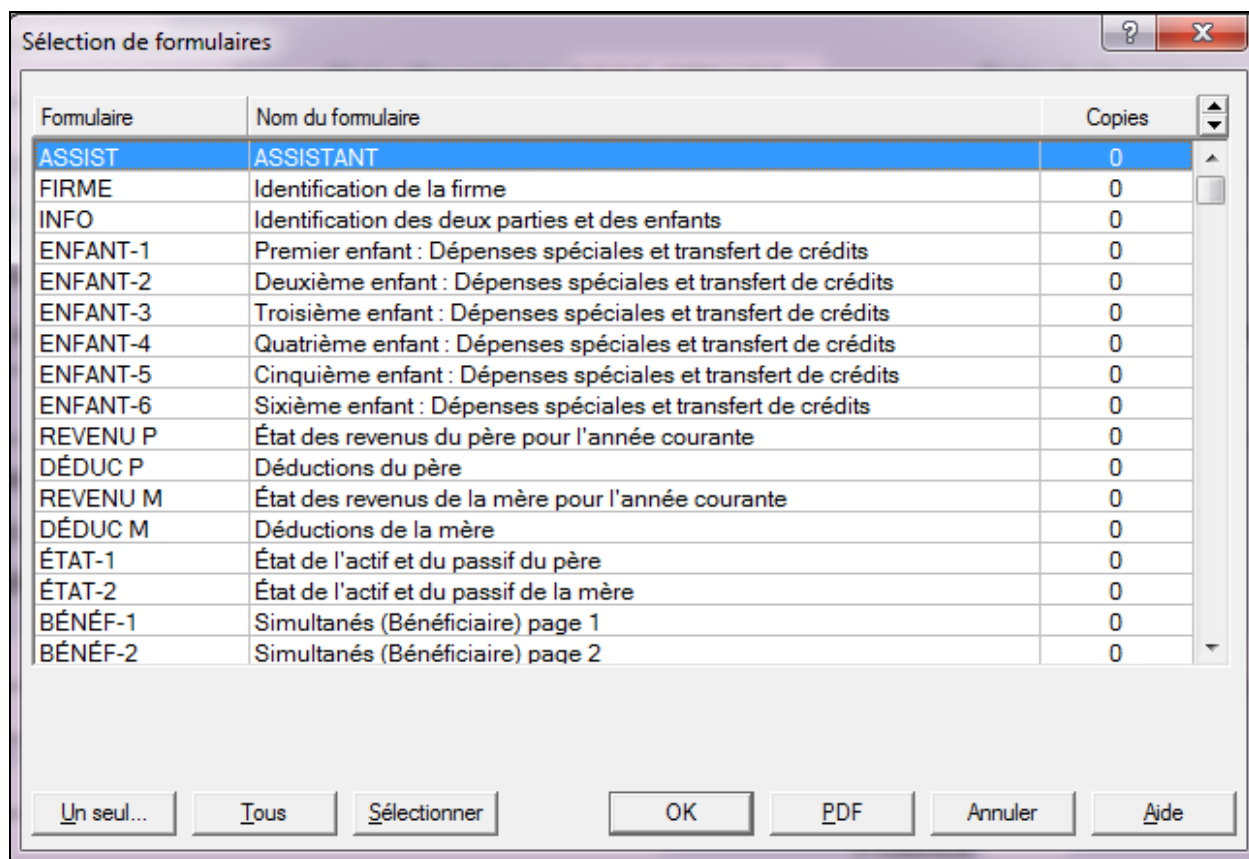 Sélection de formulaires
Formulaire Nom du formulaire Copies
ASSIST ASSISTANT 0
FIRME Identification de la firme 0
INFO Identification des deux parties et des enfants 0
ENFANT-1 Premier enfant : Dépenses spéciales et transfert de crédits 0
ENFANT-2 Deuxième enfant : Dépenses spéciales et transfert de crédits 0
ENFANT-3 Troisième enfant : Dépenses spéciales et transfert de crédits 0
ENFANT-4 Quatrième enfant : Dépenses spéciales et transfert de crédits 0
ENFANT-5 Cinquième enfant : Dépenses spéciales et transfert de crédits 0
ENFANT-6 Sixième enfant : Dépenses spéciales et transfert de crédits 0
REVENU P État des revenus du père pour l'année courante 0
DÉDUC P Déductions du père 0
REVENU M État des revenus de la mère pour l'année courante 0
DÉDUC M Déductions de la mère 0
ÉTAT-1 État de l'actif et du passif du père 0
ÉTAT-2 État de l'actif et du passif de la mère 0
BÉNÉF-1 Simultanés (Bénéficiaire) page 1 0
BÉNÉF-2 Simultanés (Bénéficiaire) page 2 0
Un seul... Tous Sélectionner OK PDF Annuler Aide